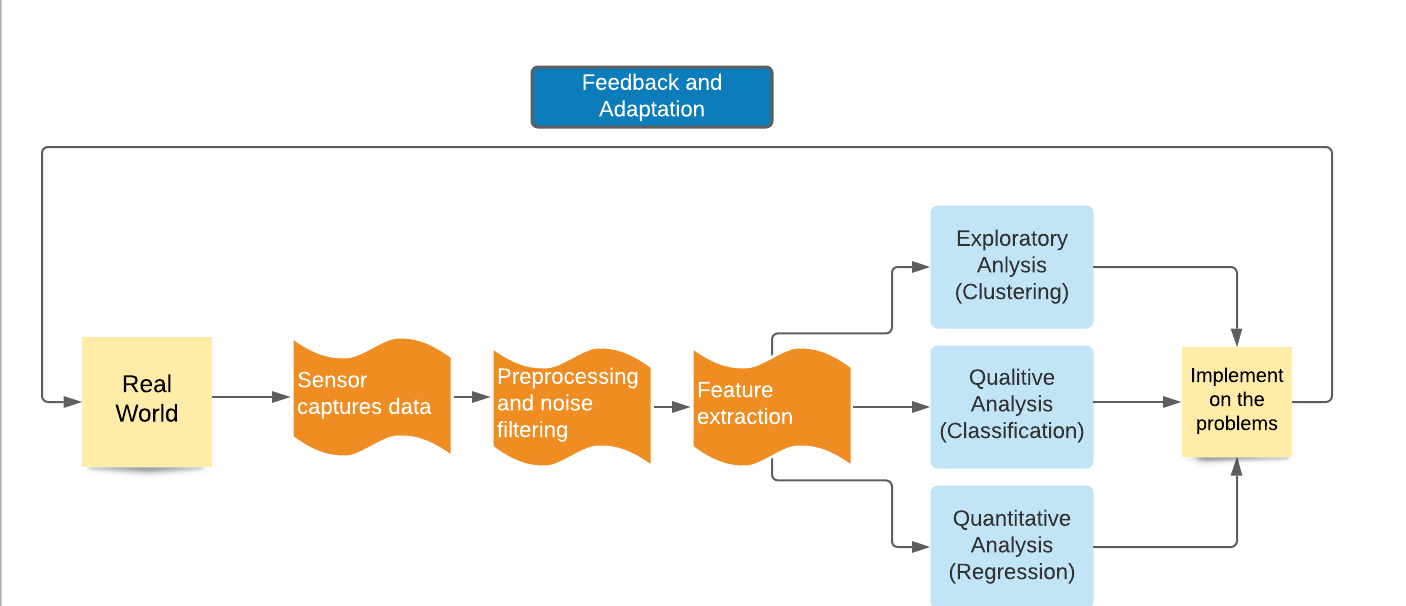 Feedback and
Adaptation
Real
World
Sensor
captures data
Preprocessing
and noise
filtering
Feature
extraction
Exploratory
Anlysis
(Clustering)
Qualitive
Analysis
(Classification)
Quantitative
Analysis
(Regression)
Implement
on the
problems